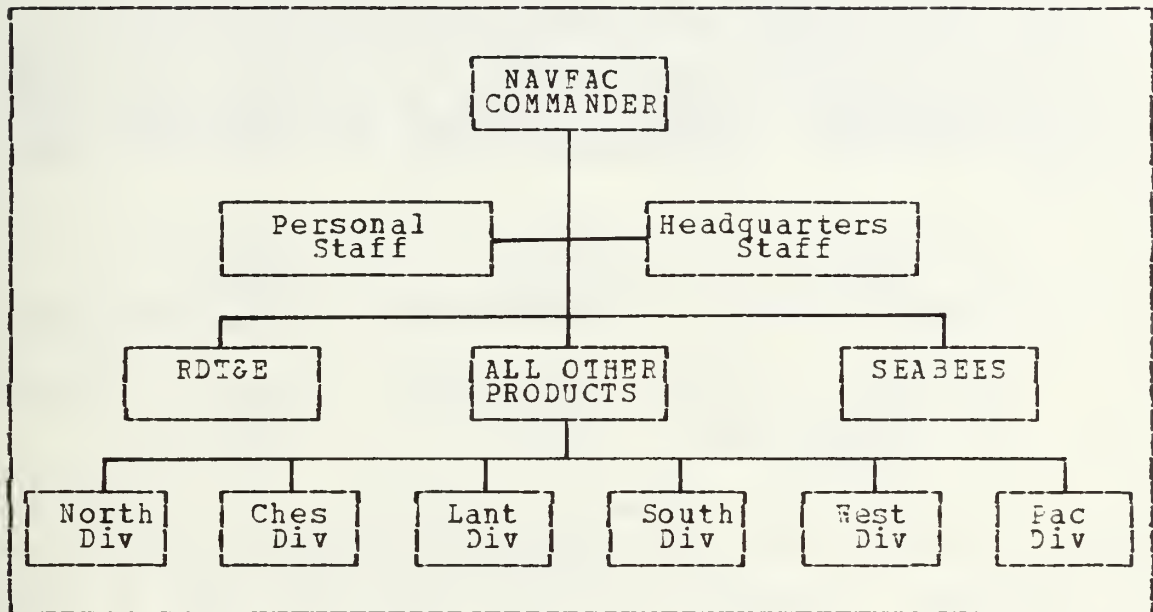 NAVFAC
COMMANDER
Personal
Staff
Headquarters
Staff
RDT&E
ALL OTHER
PRODUCTS
SEABEES
North
Div
Ches
Div
Lant
Div
South
Div
West
Div
Pac
Div